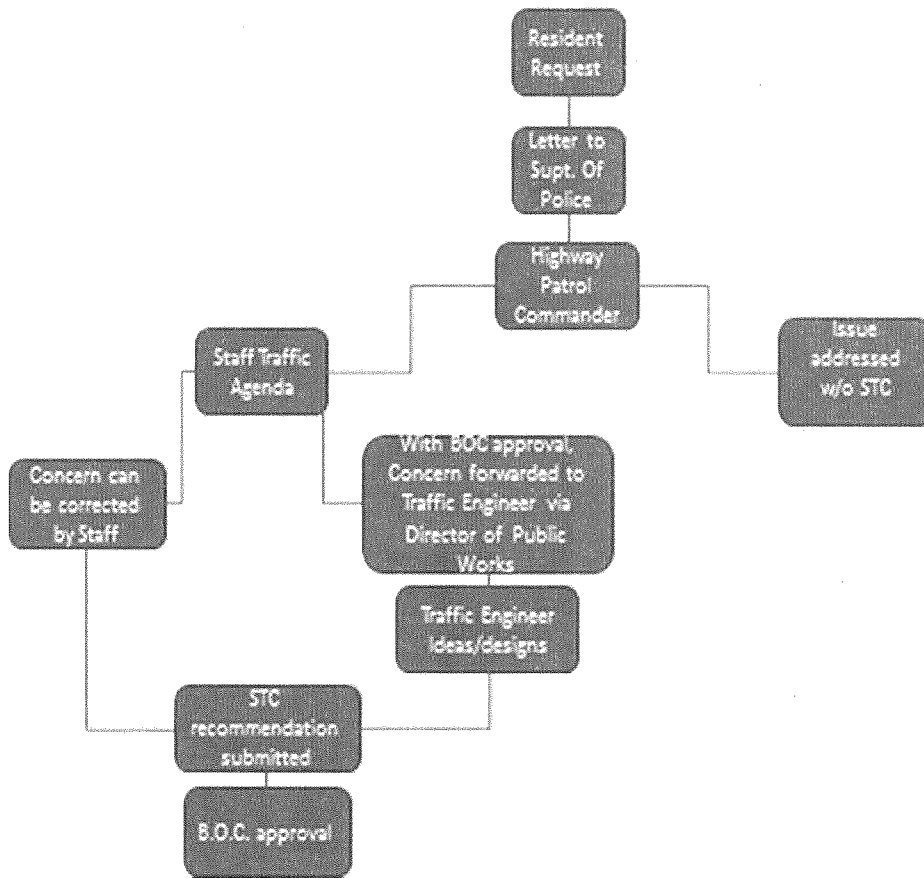 Resident
Request
Letter to
Supt. Of
Police
Highway
Patrol
Commander
Issue
addressed
w/o STC
Staff Traffic
Agenda
With BOC approval,
Concern forwarded to
Traffic Engineer via
Director of Public
Works
Concern can
be corrected
by Staff
Traffic Engineer
Ideas/designs
STC
recommendation
submitted
B.O.C. approval